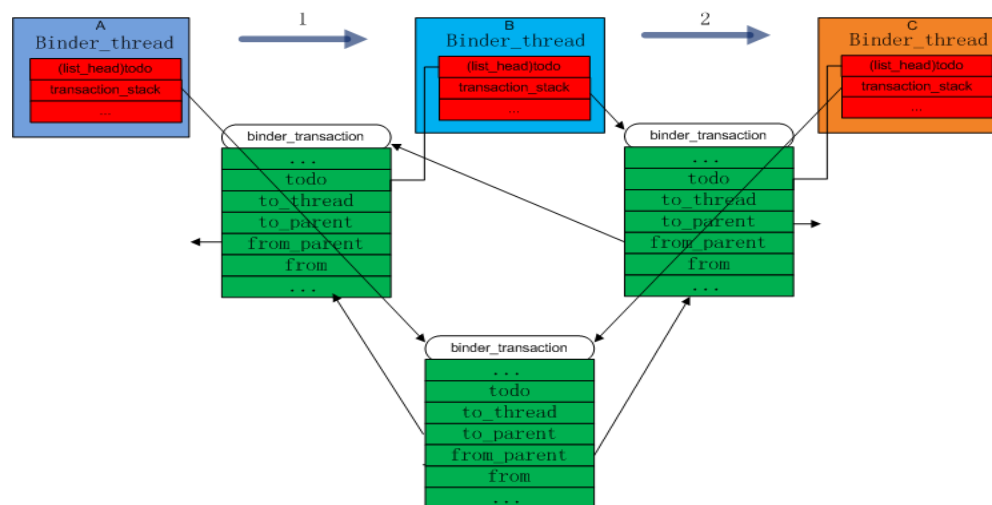 1
2
A
Binder_thread
(list_head)todo
transaction_stack
...
B
Binder_thread
(list_head)todo
transaction_stack
...
C
Binder_thread
(list_head)todo
transaction_stack
...
binder_transaction
...
todo
to_thread
to_parent
from_parent
from
...
binder_transaction
...
todo
to_thread
to_parent
from_parent
from
...
binder_transaction
...
todo
to_thread
to_parent
from_parent
from
...